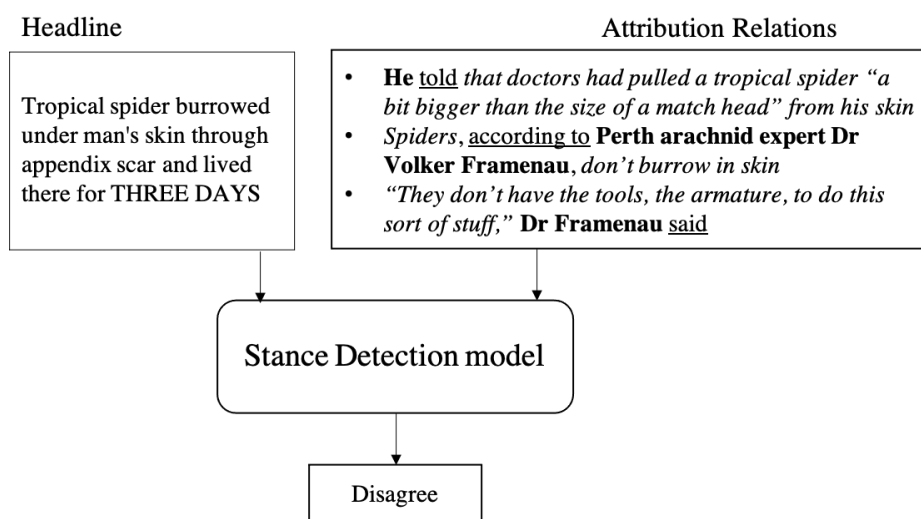 Headline
Attribution Relations
Tropical spider burrowed
under man's skin through
appendix scar and lived
there for THREE DAYS
• He told that doctors had pulled a tropical spider “a
bit bigger than the size of a match head” from his skin
• Spiders, according to Perth arachnid expert Dr
Volker Framenau, don’t burrow in skin
• “They don’t have the tools, the armature, to do this
sort of stuff,” Dr Framenau said
Stance Detection model
Disagree